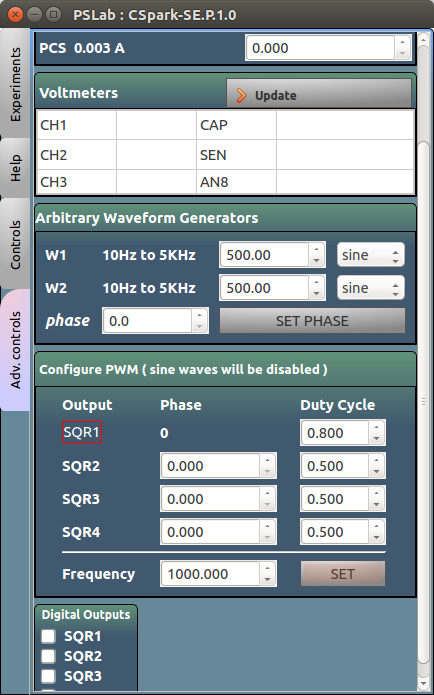 PSLab : CSpark-SE.P.1.0
Experiments
Help
Controls
Adv. controls
PCS 0.003 A 0.000
Voltmeters Update
CH1 CAP
CH2 SEN
CH3 AN8
Arbitrary Waveform Generators
W1 10Hz to 5KHz 500.00 sine
W2 10Hz to 5KHz 500.00 sine
phase 0.0 SET PHASE
Configure PWM ( sine waves will be disabled )
Output Phase Duty Cycle
SQR1 0 0.800
SQR2 0.000 0.500
SQR3 0.000 0.500
SQR4 0.000 0.500
Frequency 1000.000 SET
Digital Outputs
SQR1
SQR2
SQR3